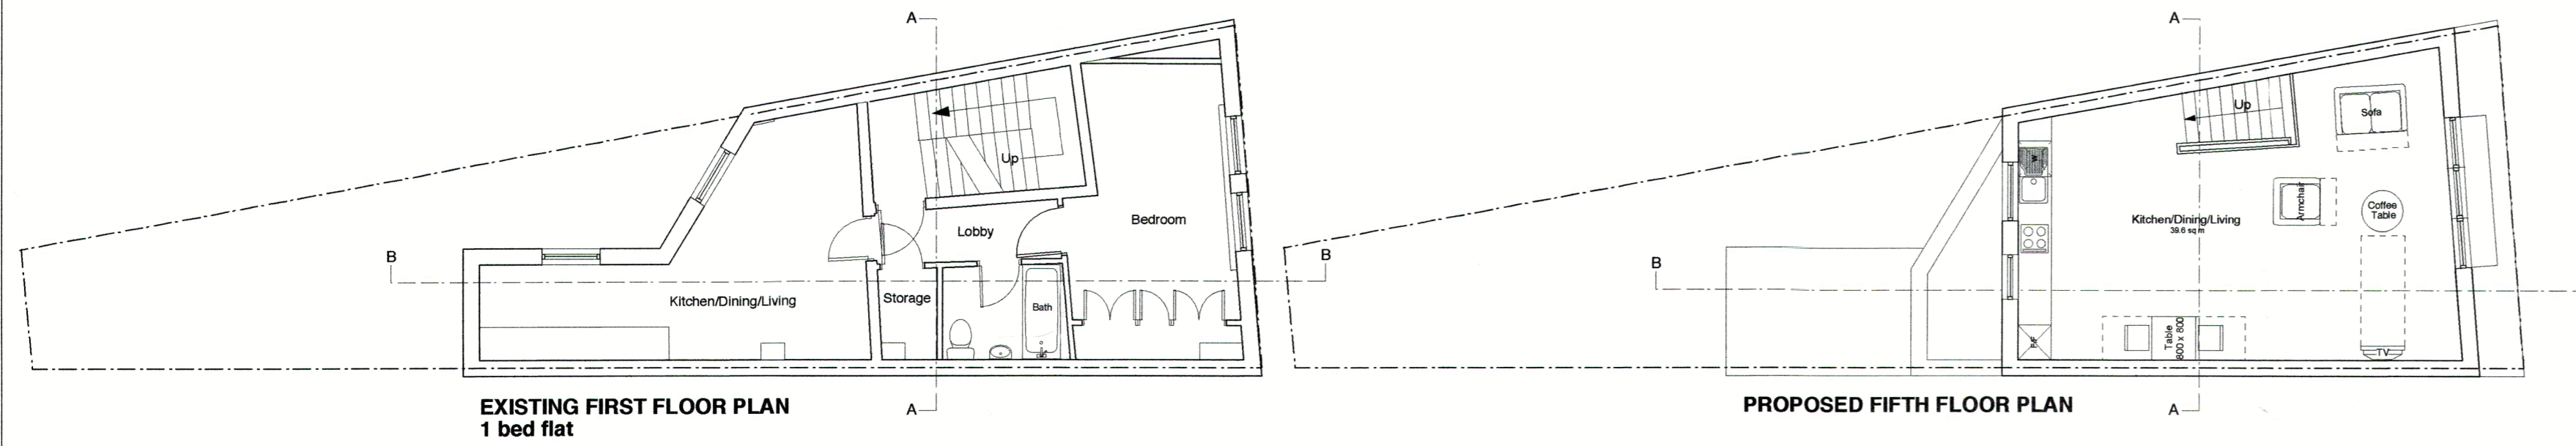 A
B
Up
Bedroom
Lobby
B
Kitchen/Dining/Living
Storage
Bath
A
EXISTING FIRST FLOOR PLAN
1 bed flat
A
Up
Sofa
W
Armchair
Coffee
Table
Kitchen/Dining/Living
39.6 sq m
B
F/F
Table
800 x 800
TV
PROPOSED FIFTH FLOOR PLAN
A